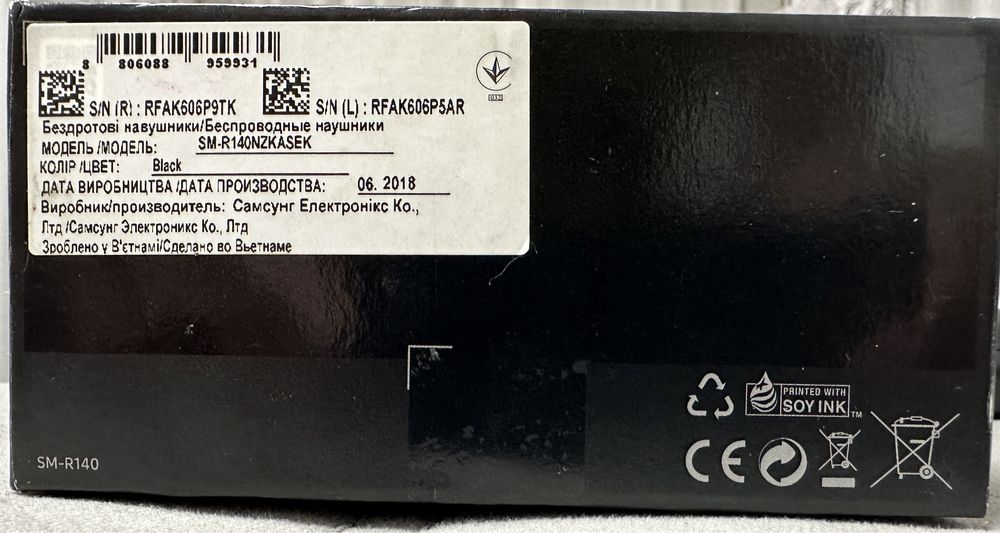 8 806088 959931
S/N (R) : RFAK606P9TK S/N (L) : RFAK606P5AR
Бездротові навушники/Беспроводные наушники
МОДЕЛЬ /МОДЕЛЬ: SM-R140NZKASEK
КОЛІР /ЦВЕТ: Black
ДАТА ВИРОБНИЦТВА /ДАТА ПРОИЗВОДСТВА: 06. 2018
Виробник/производитель: Самсунг Електронікс Ко.,
Лтд /Самсунг Электроникс Ко., Лтд
Зроблено у В'єтнамі/Сделано во Вьетнаме
PRINTED WITH
SOY INK TM
CE
SM-R140